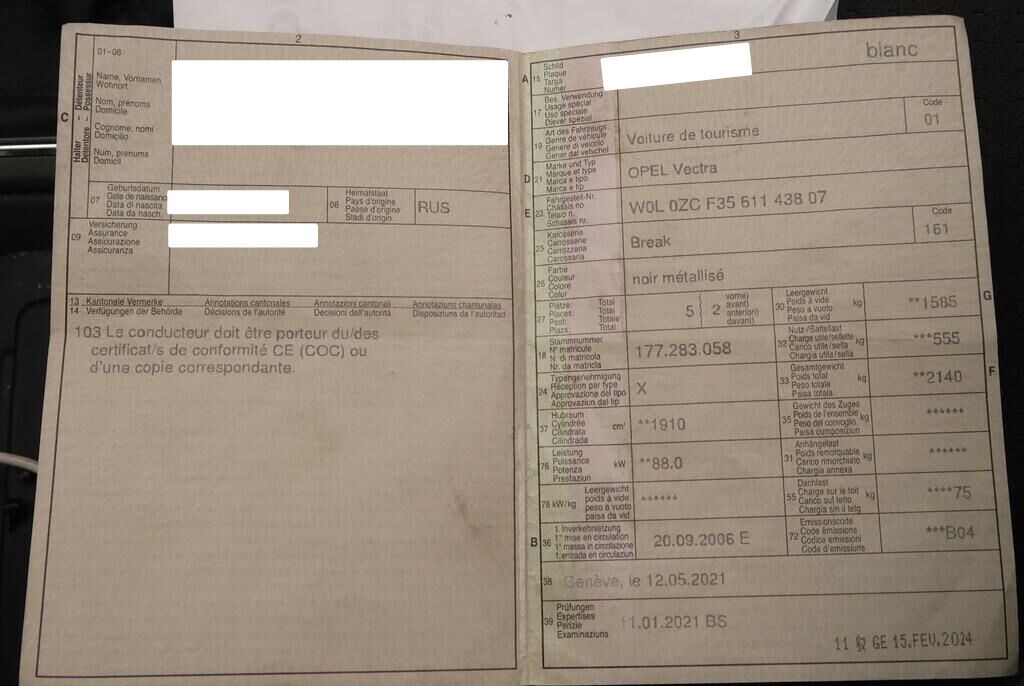 2
01–06
C
Halter – Détenteur
Detentore – Possessur
Name, Vornamen
Wohnort
Nom, prénoms
Domicile
Cognome, nomi
Domicilio
Num, prenums
Domicil
07
Geburtsdatum
Date de naissance
Data di nascita
Data da nasch.
08
Heimatstaat
Pays d'origine
Paese d'origine
Stadi d'origin
RUS
09
Versicherung
Assurance
Assicurazione
Assicuranza
13 Kantonale Vermerke Annotations cantonales Annotazioni cantonali Annotaziuns chantunalas
14 Verfügungen der Behörde Décisions de l'autorité Decisioni dell'autorità Disposiziuns da l'autoritad
103 Le conducteur doit être porteur du/des
certificat/s de conformité CE (COC) ou
d'une copie correspondante.
3
A 15
Schild
Plaque
Targa
Numer
blanc
17
Bes. Verwendung
Usage spécial
Uso speciale
Diever spezial
19
Art des Fahrzeugs
Genre de véhicule
Genere di veicolo
Gener dal vehichel
Voiture de tourisme
Code
01
D 21
Marke und Typ
Marque et type
Marca e tipo
Marca e tip
OPEL Vectra
E 23
Fahrgestell-Nr.
Châssis no
Telaio n.
Schassis nr.
W0L 0ZC F35 611 438 07
25
Karosserie
Carrosserie
Carrozzeria
Carossaria
Break
Code
161
26
Farbe
Couleur
Colore
Colur
noir métallisé
27
Plätze: Total
Places: Total
Posti: Totale
Plazs: Total
5 { 2
vorne)
avant)
anteriori)
davant)
30
Leergewicht
Poids à vide
Peso a vuoto
Paisa da vid
kg
**1585
G
18
Stammnummer
N° matricule
N. di matricola
Nr. da matricla
177.283.058
32
Nutz-/Sattellast
Charge utile/sellette
Carico utile/sella
Chargia utila/sella
kg
***555
24
Typengenehmigung
Réception par type
Approvazione del tipo
Approvaziun dal tip
X
33
Gesamtgewicht
Poids total
Peso totale
Paisa totala
kg
**2140
F
37
Hubraum
Cylindrée
Cilindrata
Cilindrada
cm³
**1910
35
Gewicht des Zuges
Poids de l'ensemble
Peso del convoglio
Paisa cumposiziun
kg
******
76
Leistung
Puissance
Potenza
Prestaziun
kW
**88.0
31
Anhängelast
Poids remorquable
Carico rimorchiato
Chargia annexa
kg
******
78 kW/kg
Leergewicht
poids à vide
peso a vuoto
paisa da vid
******
55
Dachlast
Charge sur le toit
Carico sul tetto
Chargia sin il tetg
kg
****75
B 36
1. Inverkehrsetzung
1re mise en circulation
1a messa in circolazione
1. entrada en circulaziun
20.09.2006 E
72
Emissionscode
Code émissions
Codice emissioni
Code d'emissiuns
***B04
38
Genève, le 12.05.2021
39
Prüfungen
Expertises
Perizie
Examinaziuns
11.01.2021 BS
GE 15.FEV.2024